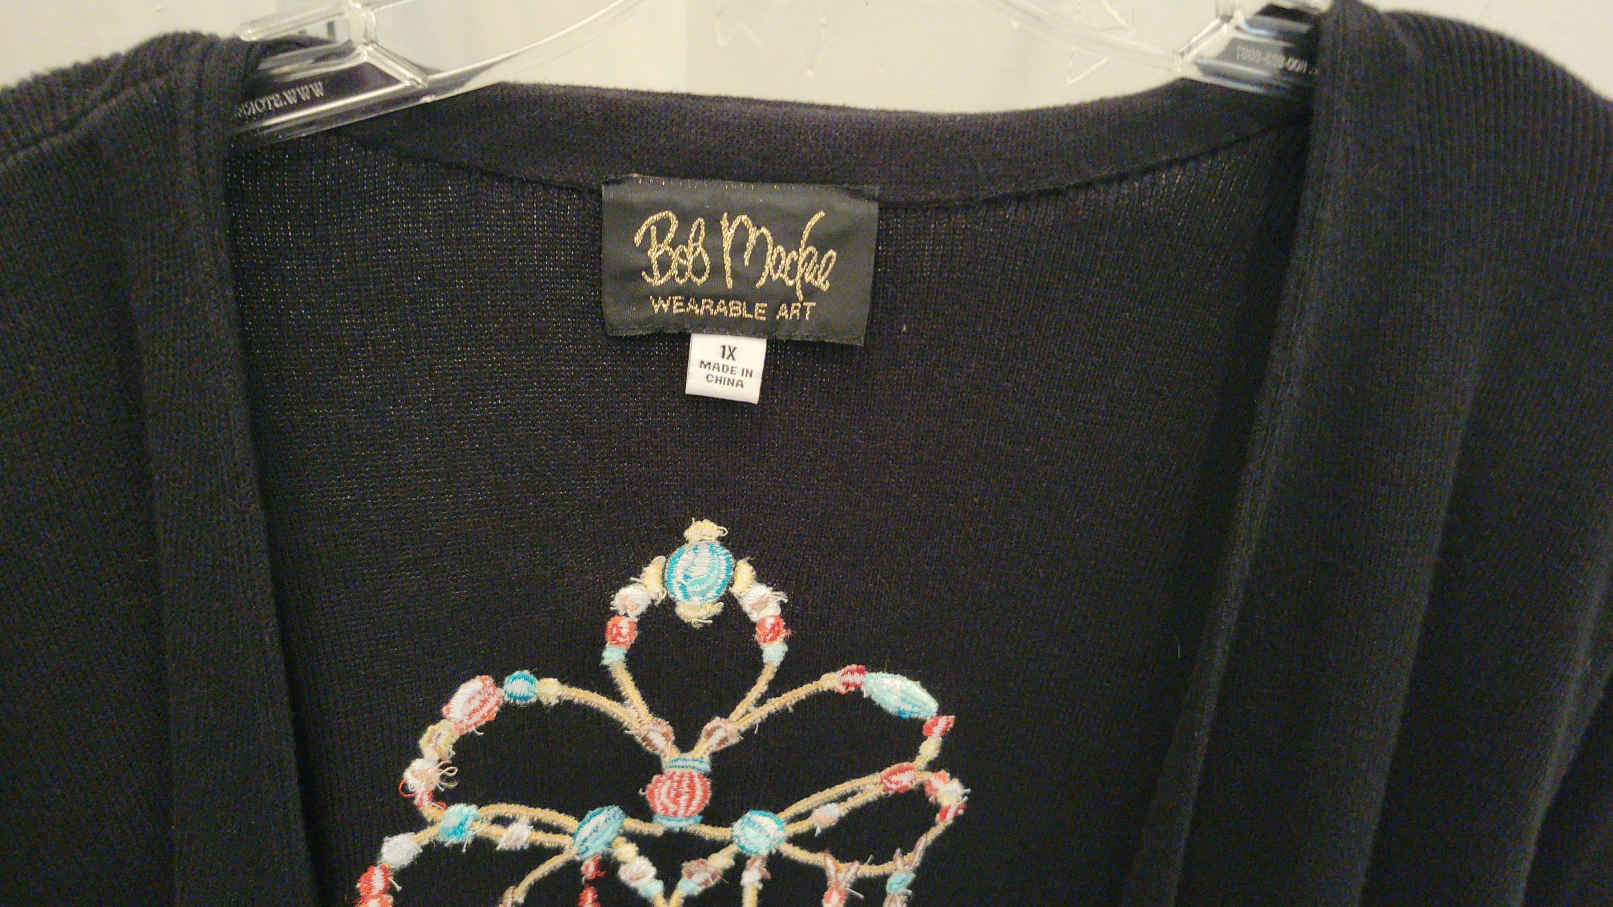 Bob Mackie
WEARABLE ART
1X
MADE IN
CHINA